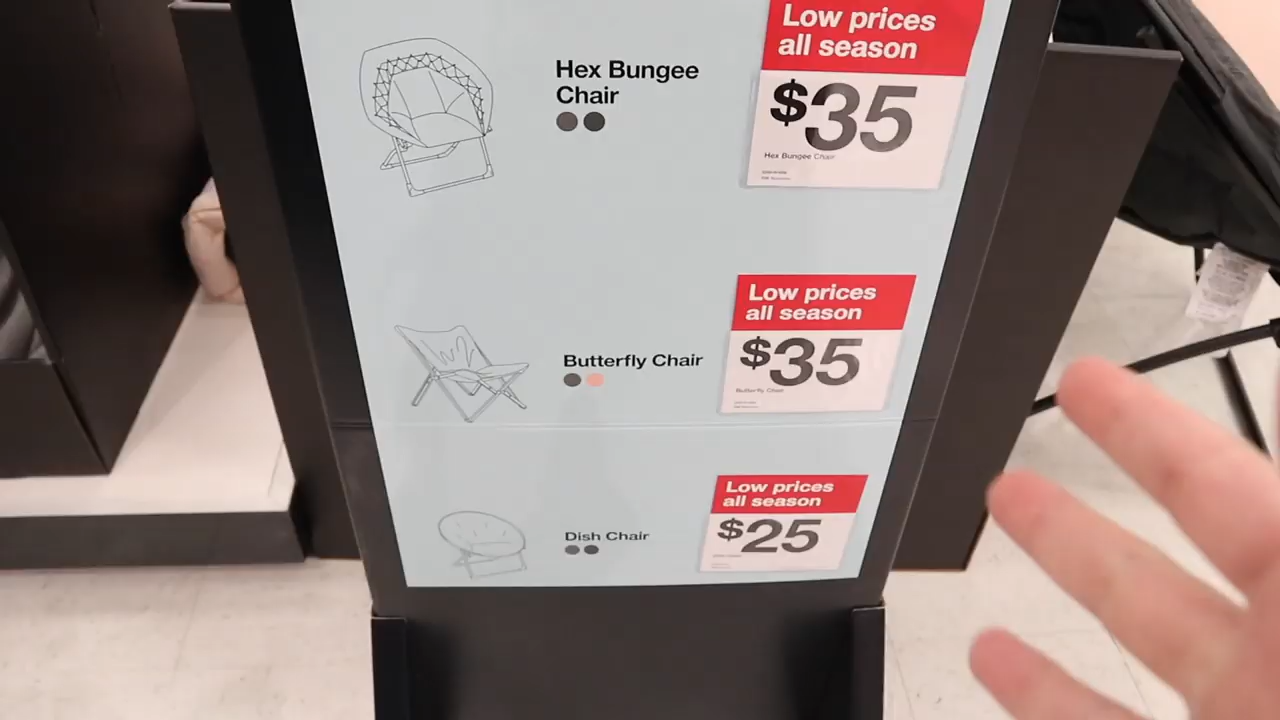 Hex Bungee
Chair
Low prices
all season
$35
Hex Bungee Chair
Butterfly Chair
Low prices
all season
$35
Butterfly Chair
Dish Chair
Low prices
all season
$25